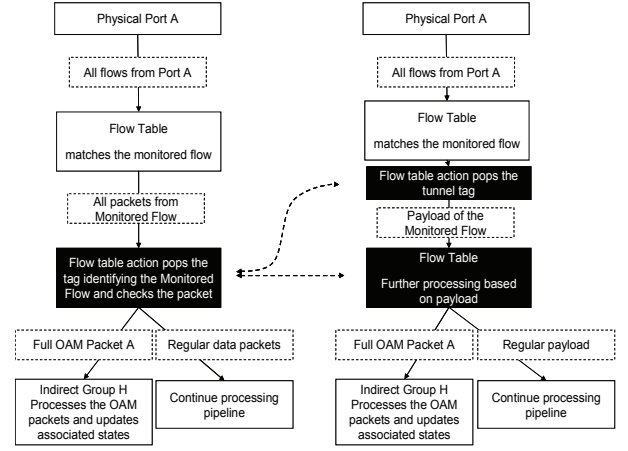 Physical Port A
All flows from Port A
Flow Table
matches the monitored flow
All packets from
Monitored Flow
Flow table action pops the
tag identifying the Monitored
Flow and checks the packet
Full OAM Packet A
Regular data packets
Indirect Group H
Processes the OAM
packets and updates
associated states
Continue processing
pipeline
Physical Port A
All flows from Port A
Flow Table
matches the monitored flow
Flow table action pops the
tunnel tag
Payload of the
Monitored Flow
Flow Table
Further processing based
on payload
Full OAM Packet A
Regular payload
Indirect Group H
Processes the OAM
packets and updates
associated states
Continue processing
pipeline